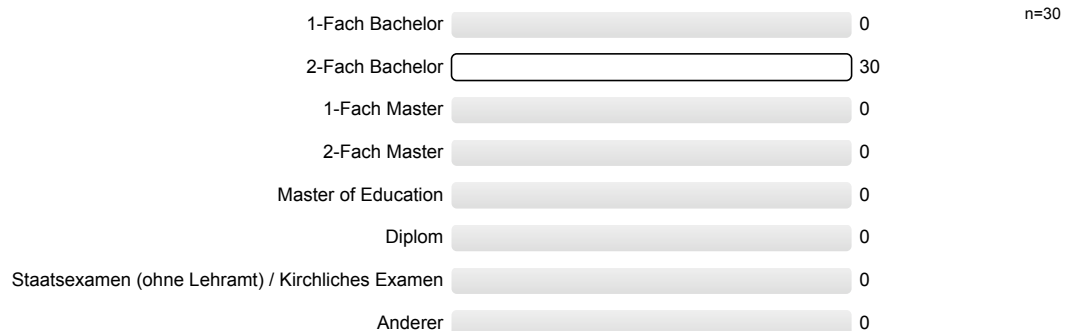 n=30
1-Fach Bachelor 0
2-Fach Bachelor 30
1-Fach Master 0
2-Fach Master 0
Master of Education 0
Diplom 0
Staatsexamen (ohne Lehramt) / Kirchliches Examen 0
Anderer 0